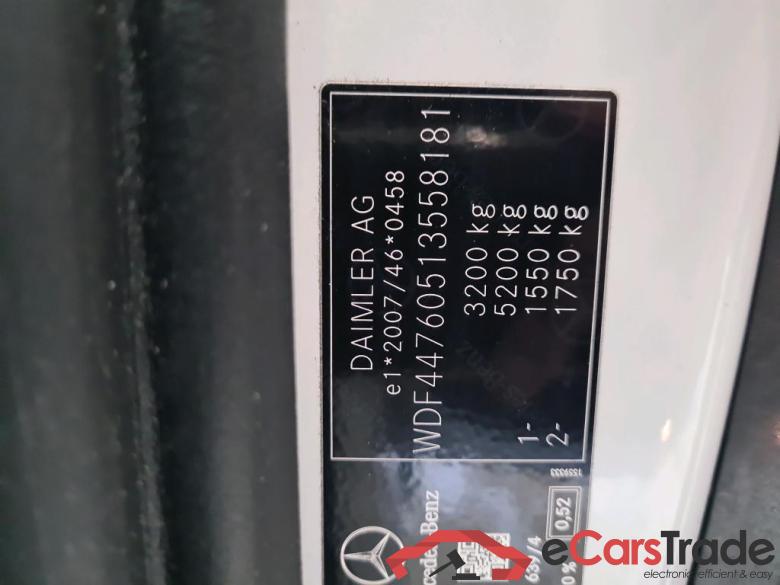 DAIMLER AG
e1*2007/46*0458
WDF44760513558181
3200 kg
5200 kg
1- 1550 kg
2- 1750 kg
1559333
0,52
eCarsTrade
electronic, efficient & easy